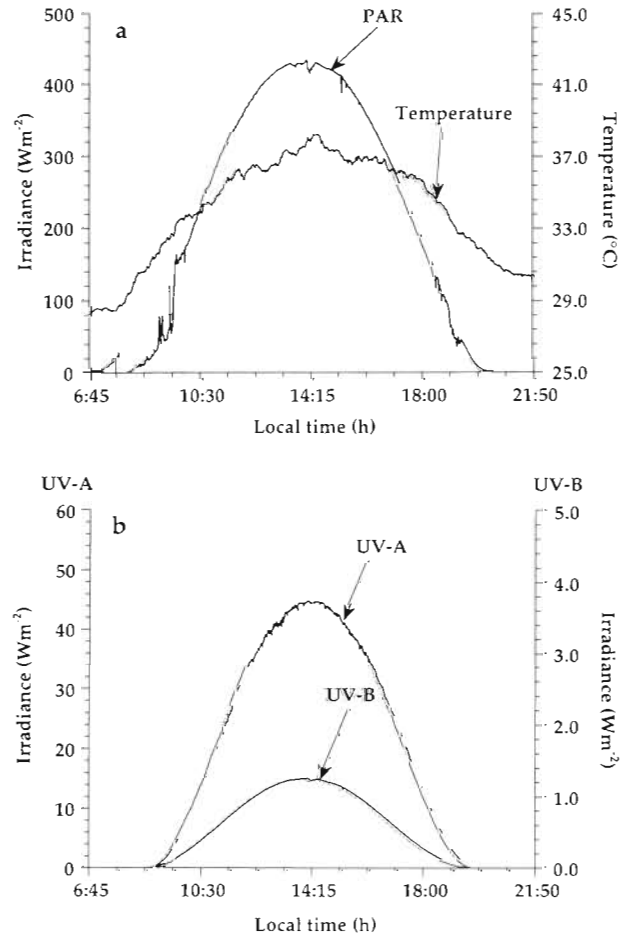 a
PAR
Temperature
Irradiance (Wm-2)
500
400
300
200
100
0
45.0
41.0
37.0
33.0
29.0
25.0
Temperature (°C)
6:45 10:30 14:15 18:00 21:50
Local time (h)
UV-A
UV-B
b
UV-A
UV-B
Irradiance (Wm-2)
60
50
40
30
20
10
0
5.0
4.0
3.0
2.0
1.0
0.0
Irradiance (Wm-2)
6:45 10:30 14:15 18:00 21:50
Local time (h)